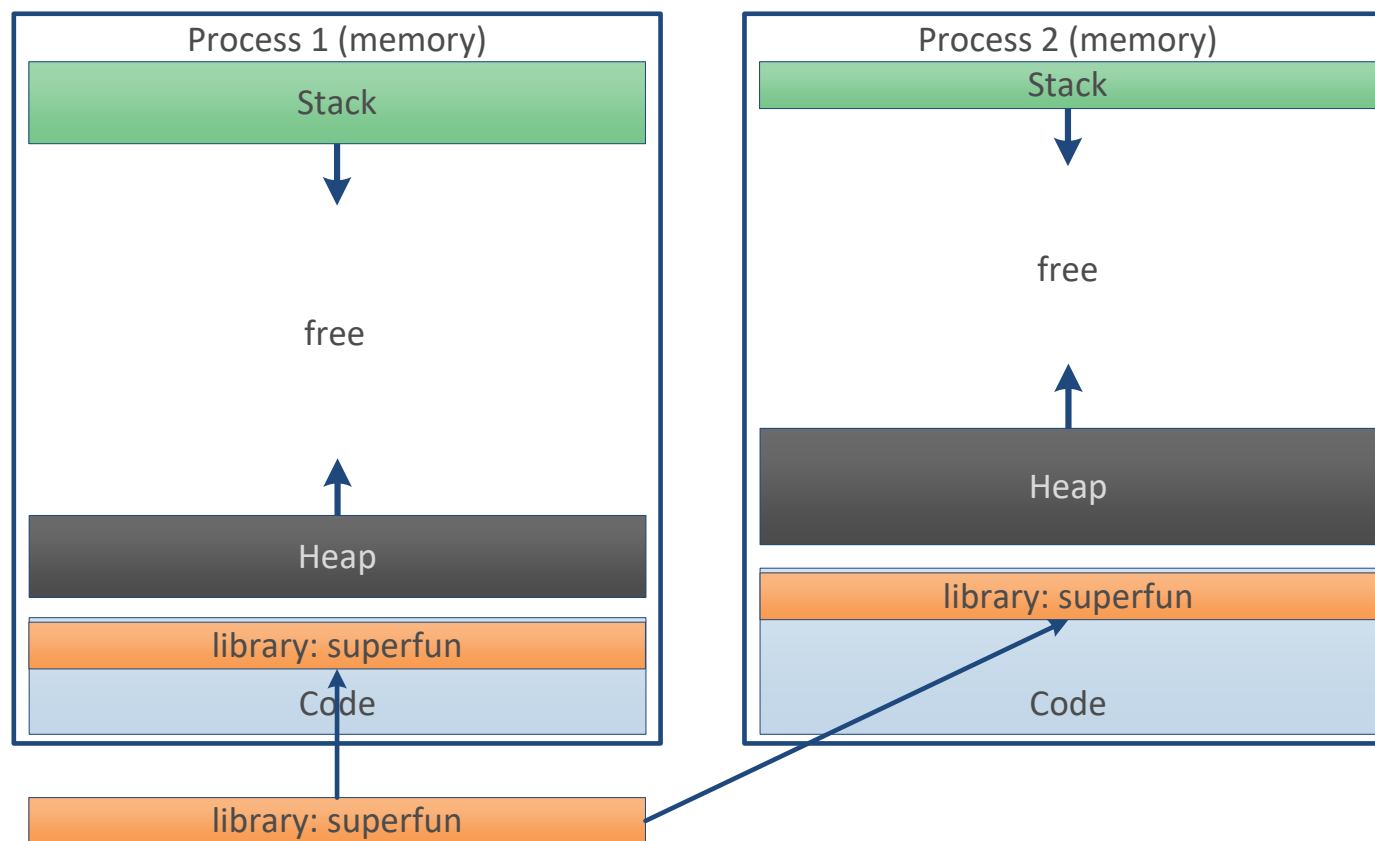 Process 1 (memory)
Stack
free
Heap
library: superfun
Code
library: superfun
Process 2 (memory)
Stack
free
Heap
library: superfun
Code